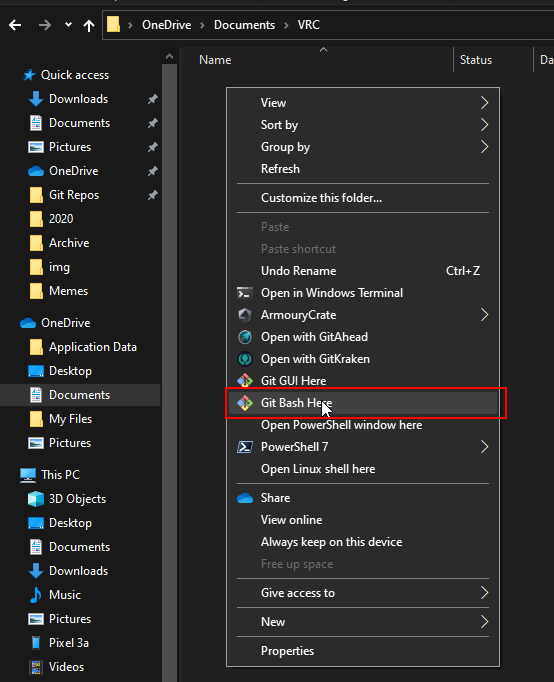 OneDrive > Documents > VRC
Name Status Da
Quick access
Downloads
Documents
Pictures
OneDrive
Git Repos
2020
Archive
img
Memes
OneDrive
Application Data
Desktop
Documents
My Files
Pictures
This PC
3D Objects
Desktop
Documents
Downloads
Music
Pictures
Pixel 3a
Videos
View
Sort by
Group by
Refresh
Customize this folder...
Paste
Paste shortcut
Undo Rename Ctrl+Z
Open in Windows Terminal
ArmouryCrate
Open with GitAhead
Open with GitKraken
Git GUI Here
Git Bash Here
Open PowerShell window here
PowerShell 7
Open Linux shell here
Share
View online
Always keep on this device
Free up space
Give access to
New
Properties